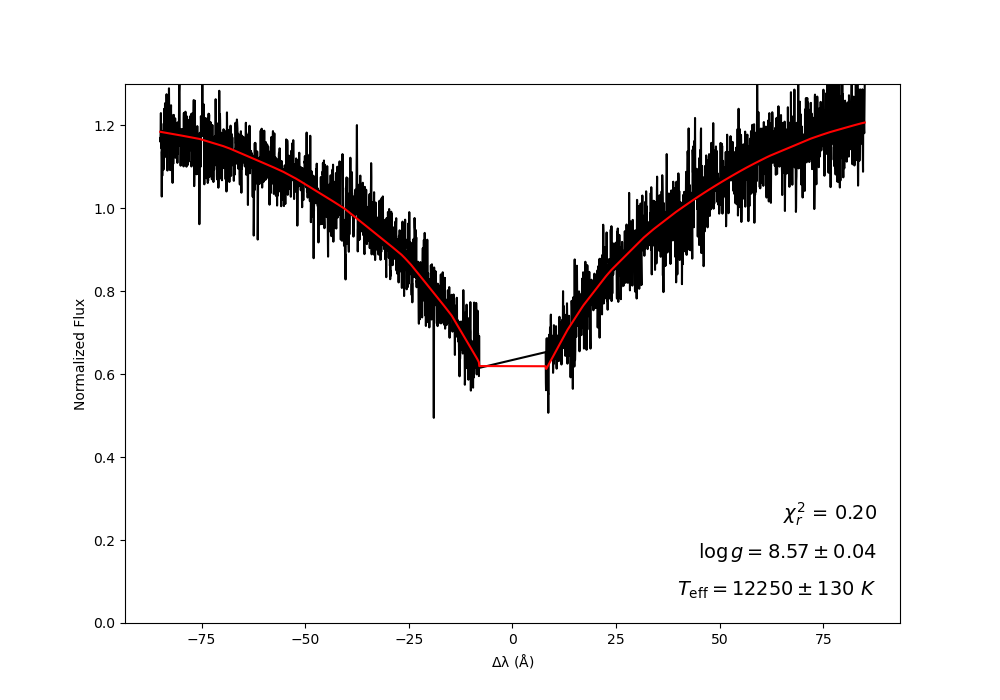 1.2
1.0
0.8
0.6
0.4
0.2
0.0
Normalized Flux
χ²ᵣ = 0.20
log g = 8.57 ± 0.04
T_eff = 12250 ± 130 K
−75 −50 −25 0 25 50 75
Δλ (Å)